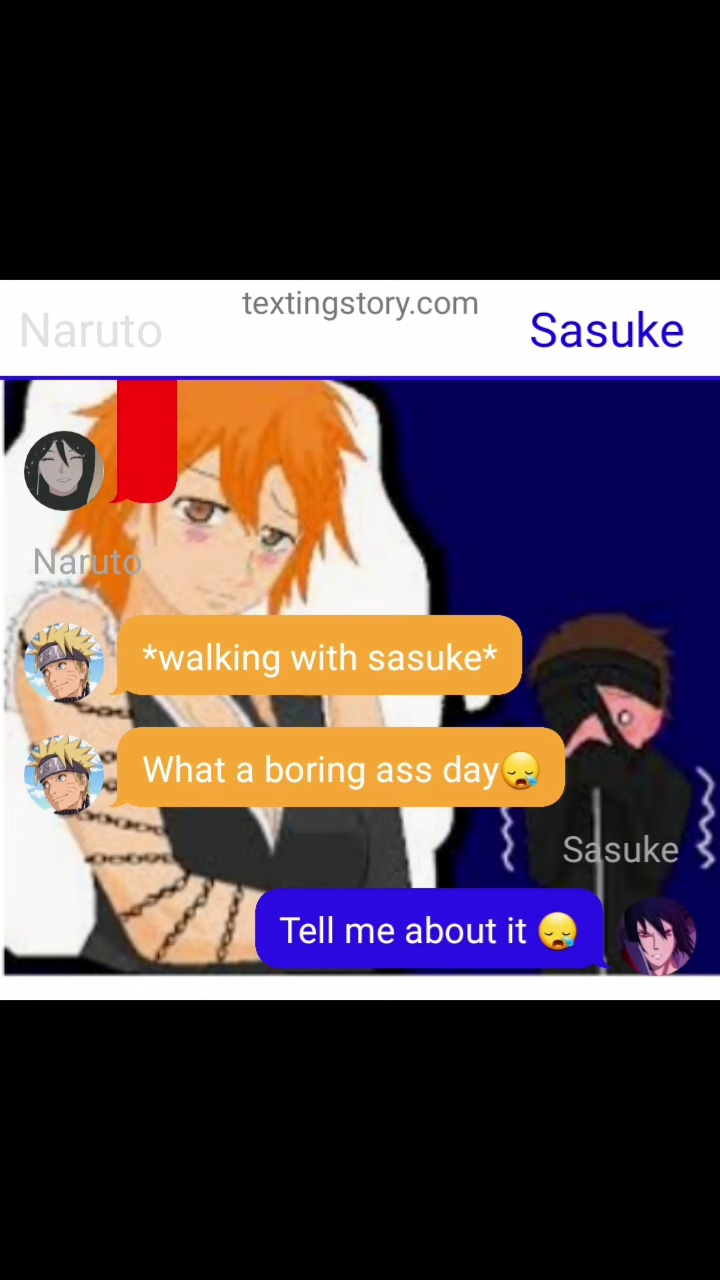 textingstory.com
Naruto
Sasuke
Naruto
*walking with sasuke*
What a boring ass day😪
Sasuke
Tell me about it 😪